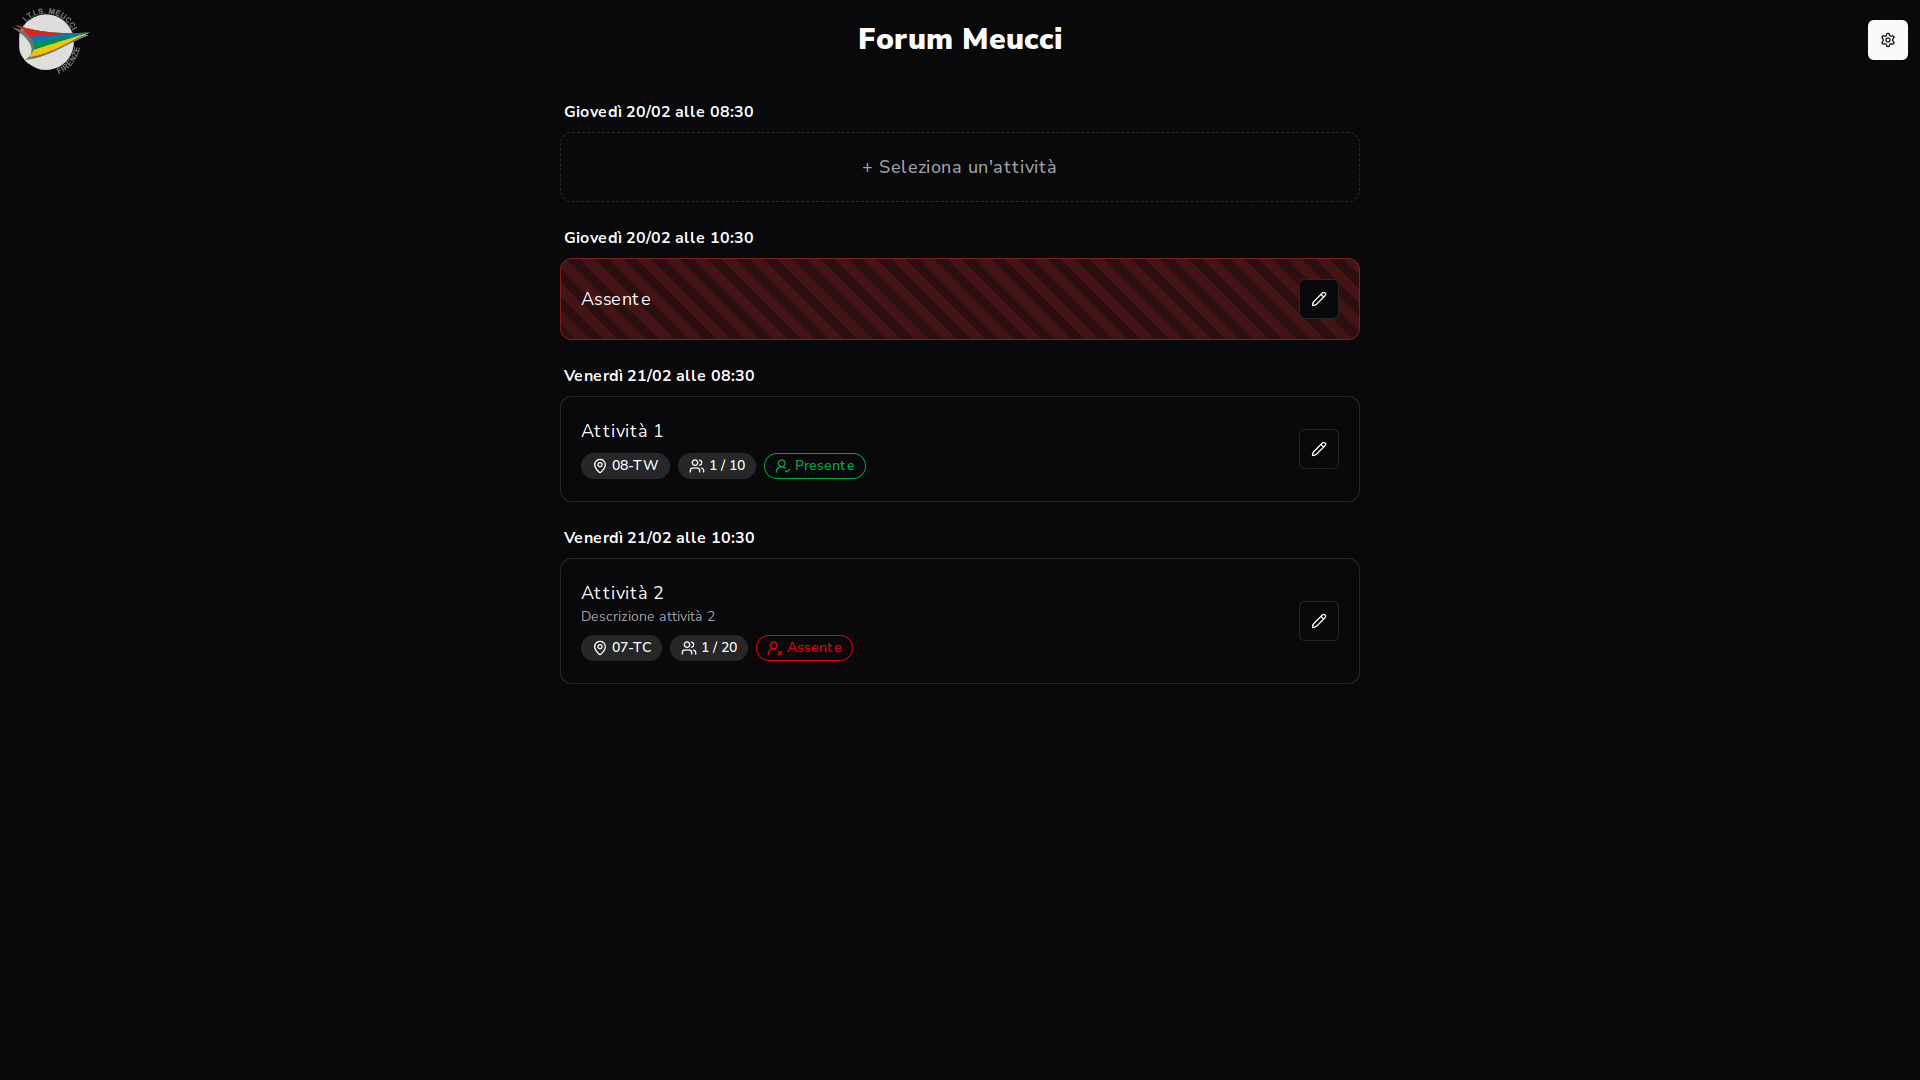 I.T.I.S. MEUCCI
FIRENZE
Forum Meucci
Giovedì 20/02 alle 08:30
+ Seleziona un'attività
Giovedì 20/02 alle 10:30
Assente
Venerdì 21/02 alle 08:30
Attività 1
08-TW 1 / 10 Presente
Venerdì 21/02 alle 10:30
Attività 2
Descrizione attività 2
07-TC 1 / 20 Assente